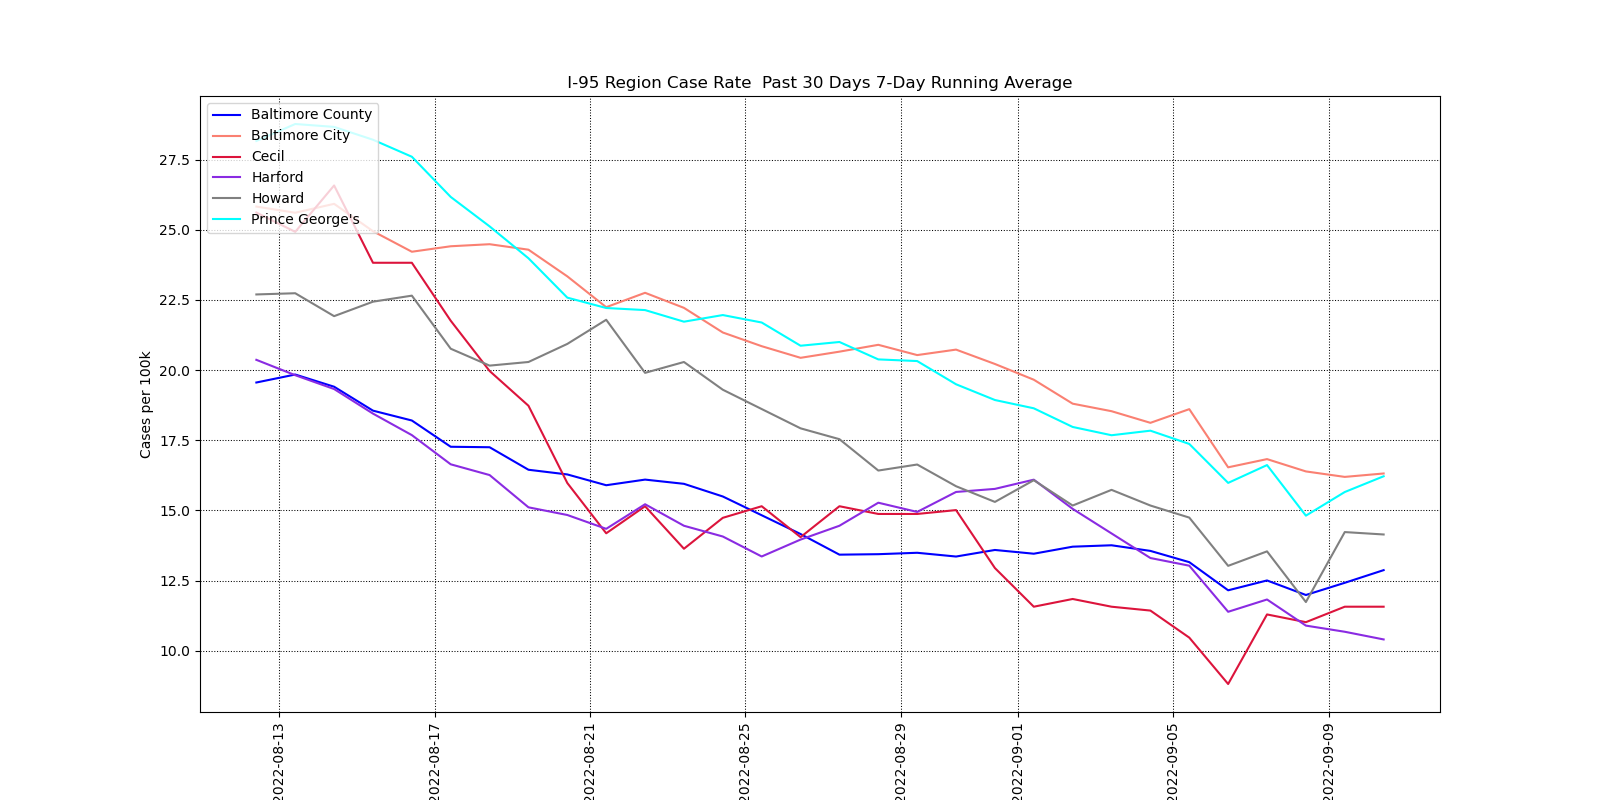 I-95 Region Case Rate  Past 30 Days 7-Day Running Average
Baltimore County
Baltimore City
Cecil
Harford
Howard
Prince George's
Cases per 100k
27.5
25.0
22.5
20.0
17.5
15.0
12.5
10.0
2022-08-13
2022-08-17
2022-08-21
2022-08-25
2022-08-29
2022-09-01
2022-09-05
2022-09-09